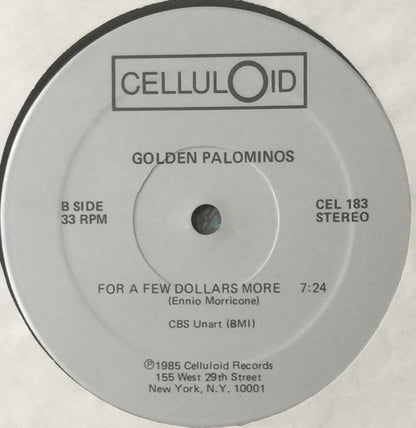 CELLULOID
GOLDEN PALOMINOS
B SIDE
33 RPM
CEL 183
STEREO
FOR A FEW DOLLARS MORE 7:24
(Ennio Morricone)
CBS Unart (BMI)
℗1985 Celluloid Records
155 West 29th Street
New York, N.Y. 10001